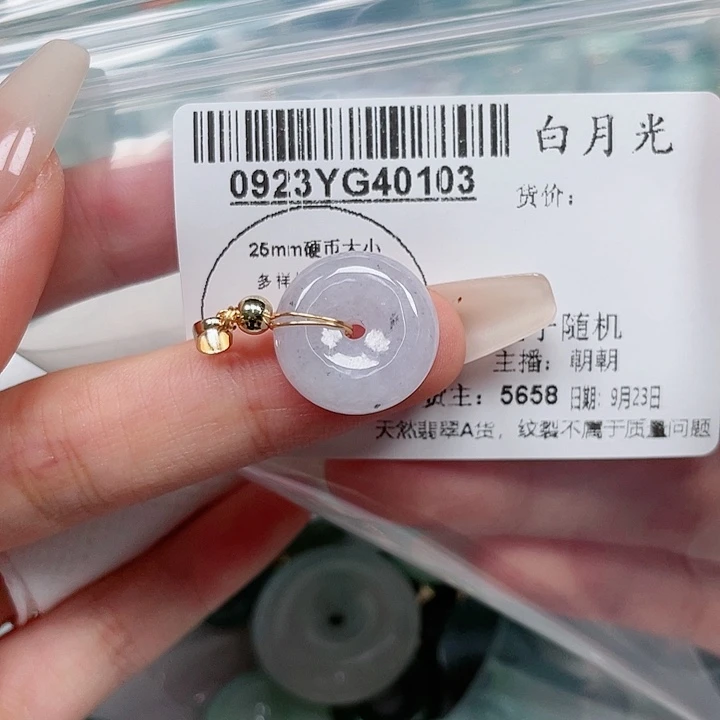 白月光
0923YG40103
货价：
25mm硬币大小
多样
随机
主播：朝朝
货主：5658 日期：9月23日
天然翡翠A货，纹裂不属于质量问题